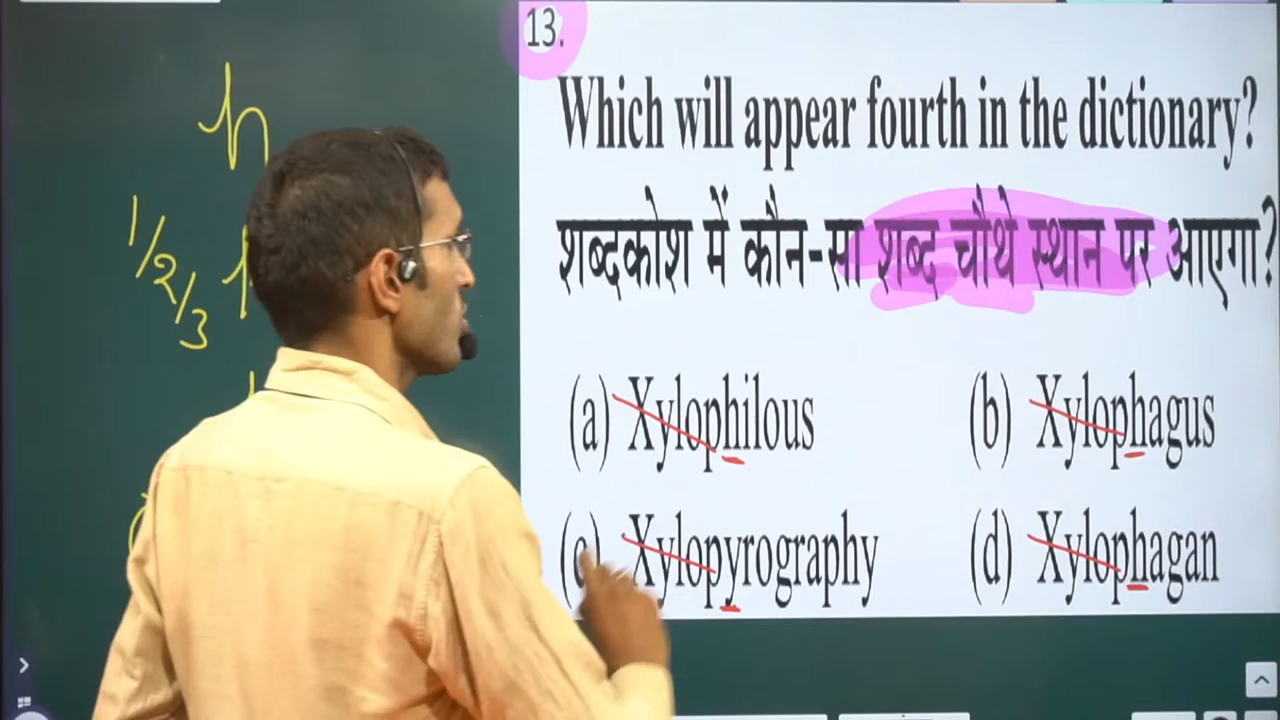 13.
Which will appear fourth in the dictionary?
शब्दकोश में कौन-सा शब्द चौथे स्थान पर आएगा?
(a) Xylophilous (b) Xylophagus
(c) Xylopyrography (d) Xylophagan
h
1/2/3